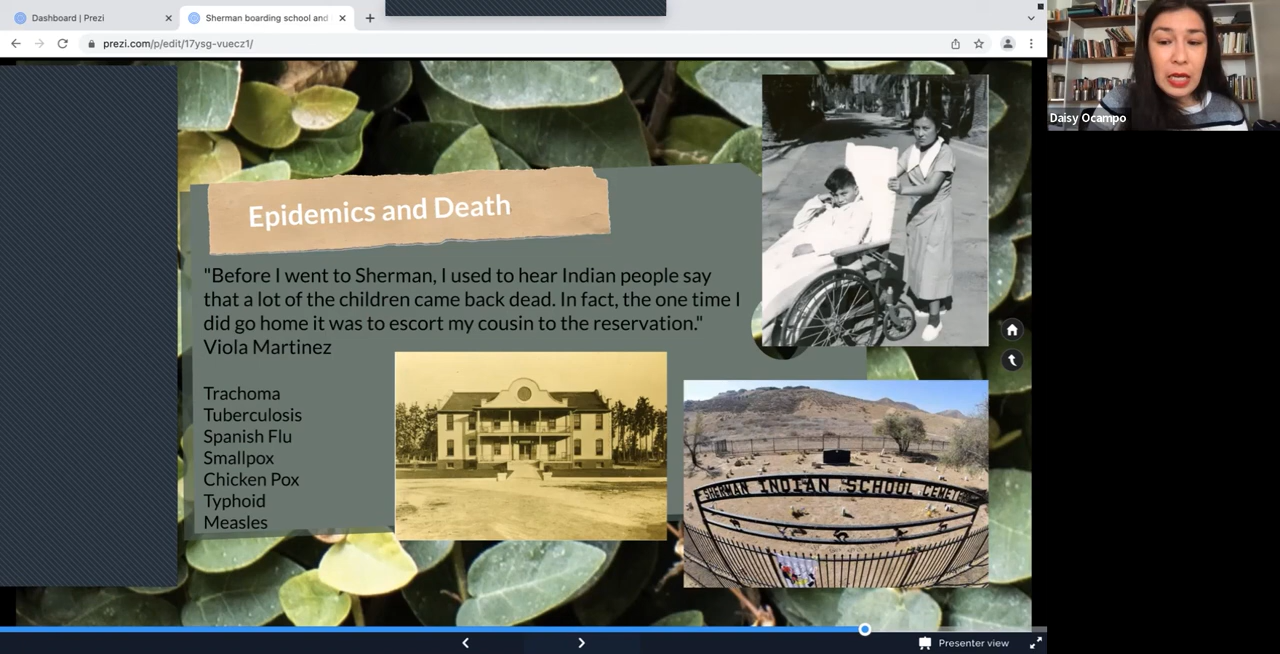 Dashboard | Prezi
Sherman boarding school and
prezi.com/p/edit/17ysg-vuecz1/
Daisy Ocampo
Epidemics and Death
"Before I went to Sherman, I used to hear Indian people say
that a lot of the children came back dead. In fact, the one time I
did go home it was to escort my cousin to the reservation."
Viola Martinez
Trachoma
Tuberculosis
Spanish Flu
Smallpox
Chicken Pox
Typhoid
Measles
SHERMAN INDIAN SCHOOL CEMETERY
Presenter view